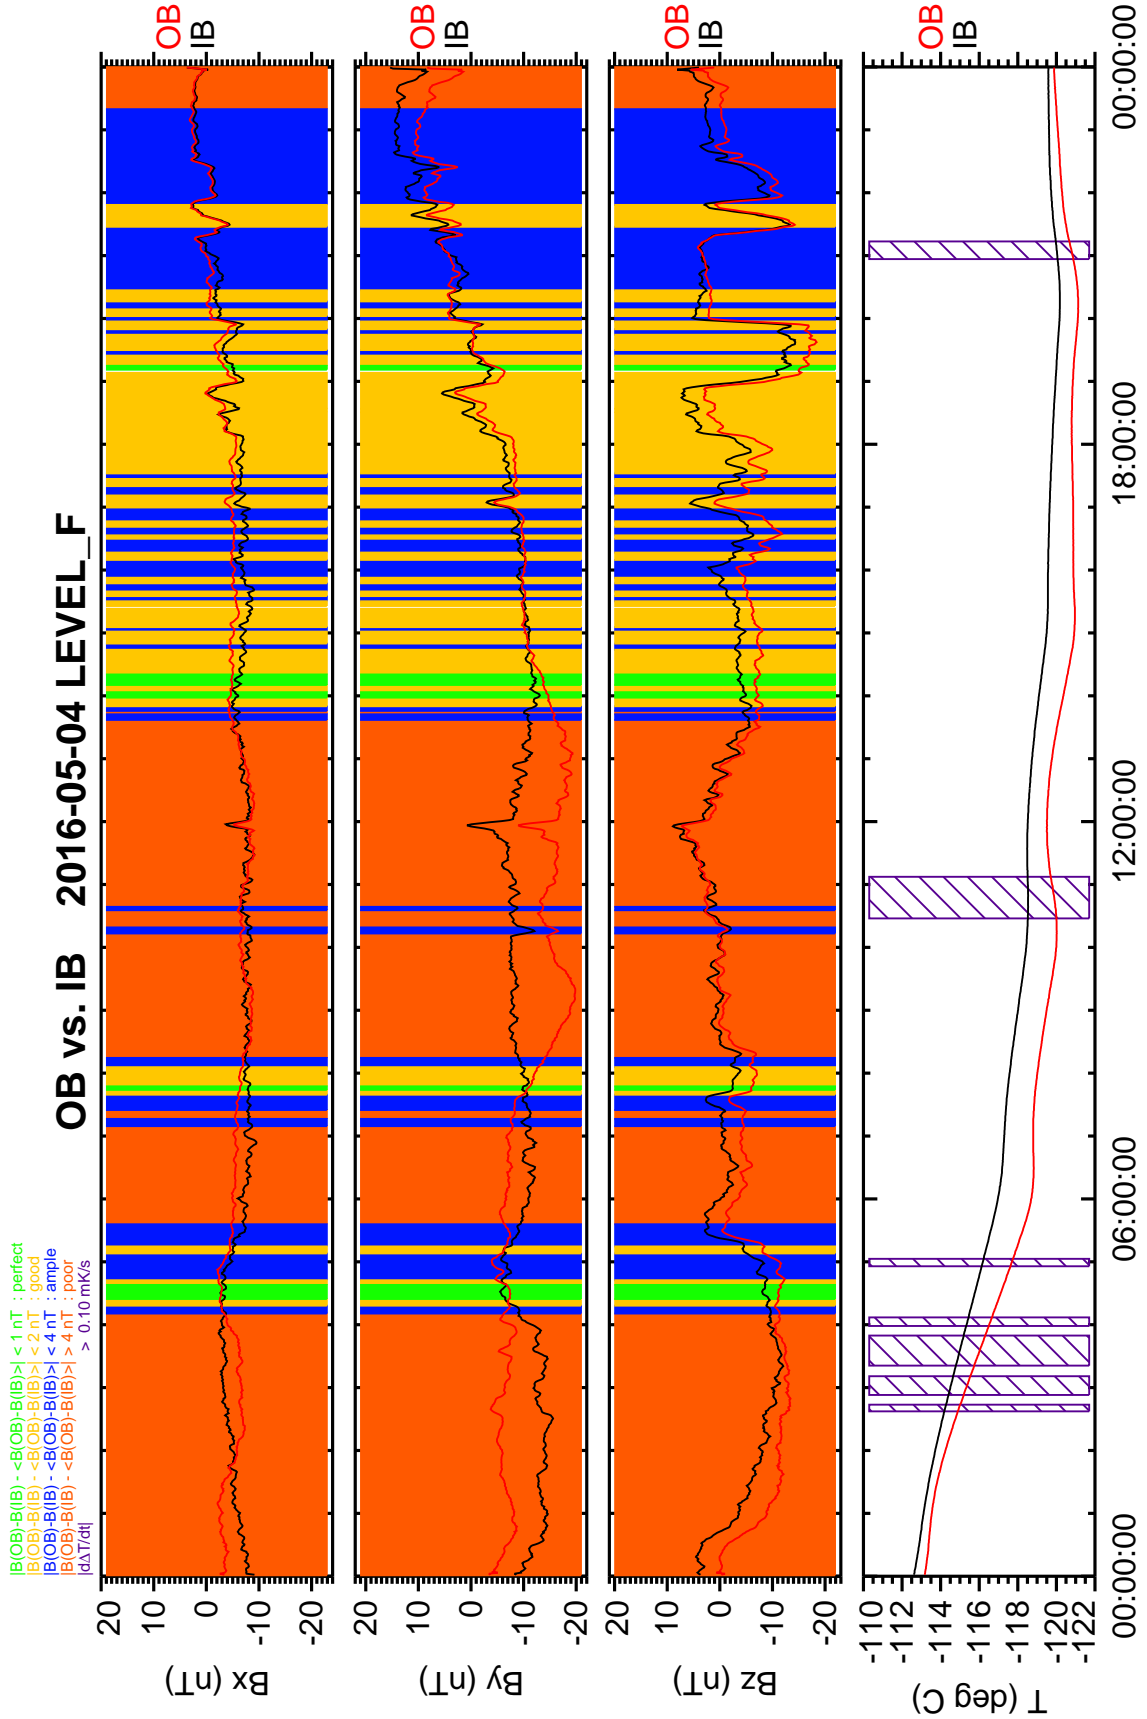 OB vs. IB 2016-05-04 LEVEL_F
|B(OB)-B(IB) - <B(OB)-B(IB)>| < 1 nT : perfect
|B(OB)-B(IB) - <B(OB)-B(IB)>| < 2 nT : good
|B(OB)-B(IB) - <B(OB)-B(IB)>| < 4 nT : ample
|B(OB)-B(IB) - <B(OB)-B(IB)>| > 4 nT : poor
|dΔT/dt| > 0.10 mK/s
Bx (nT)
20
10
0
-10
-20
OB
IB
By (nT)
20
10
0
-10
-20
OB
IB
Bz (nT)
20
10
0
-10
-20
OB
IB
T (deg C)
-110
-112
-114
-116
-118
-120
-122
OB
IB
00:00:00 06:00:00 12:00:00 18:00:00 00:00:00